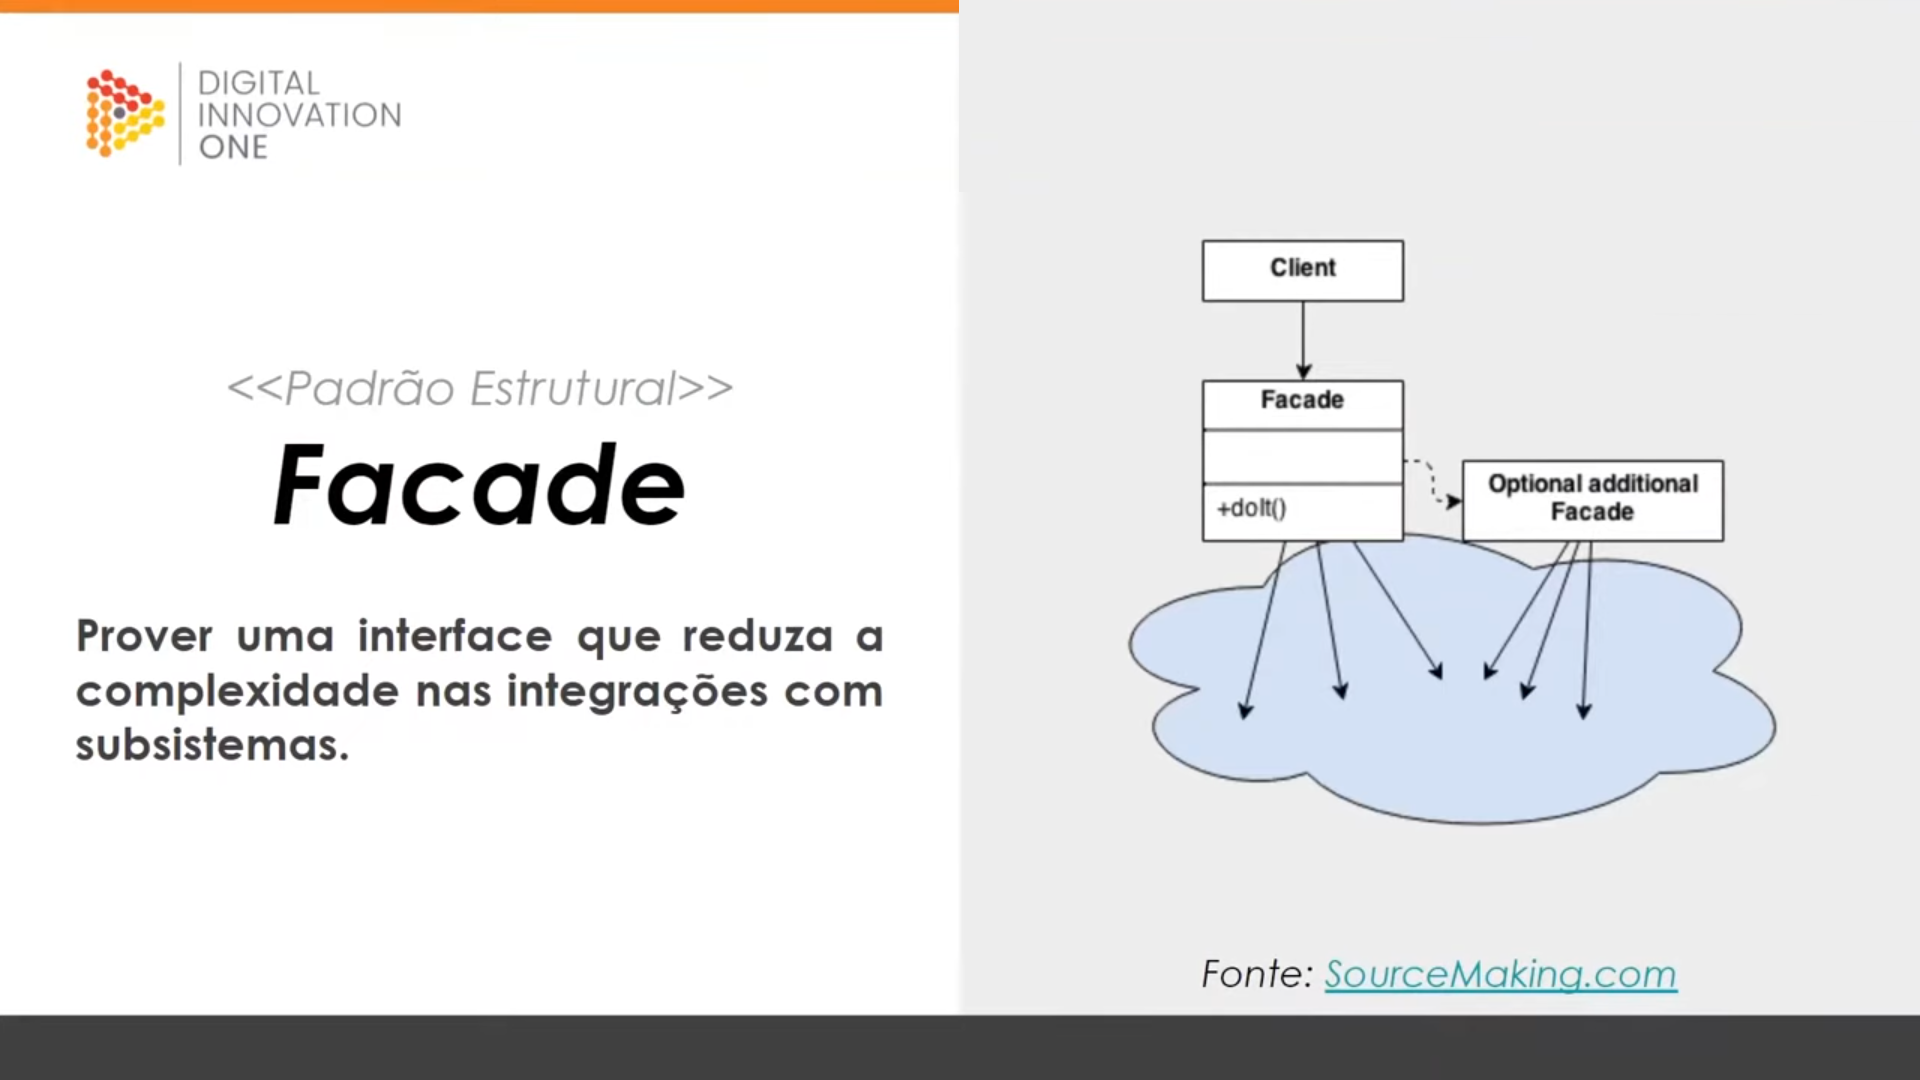 DIGITAL
INNOVATION
ONE
<<Padrão Estrutural>>
Facade
Prover uma interface que reduza a
complexidade nas integrações com
subsistemas.
Client
Facade
+doIt()
Optional additional
Facade
Fonte: SourceMaking.com